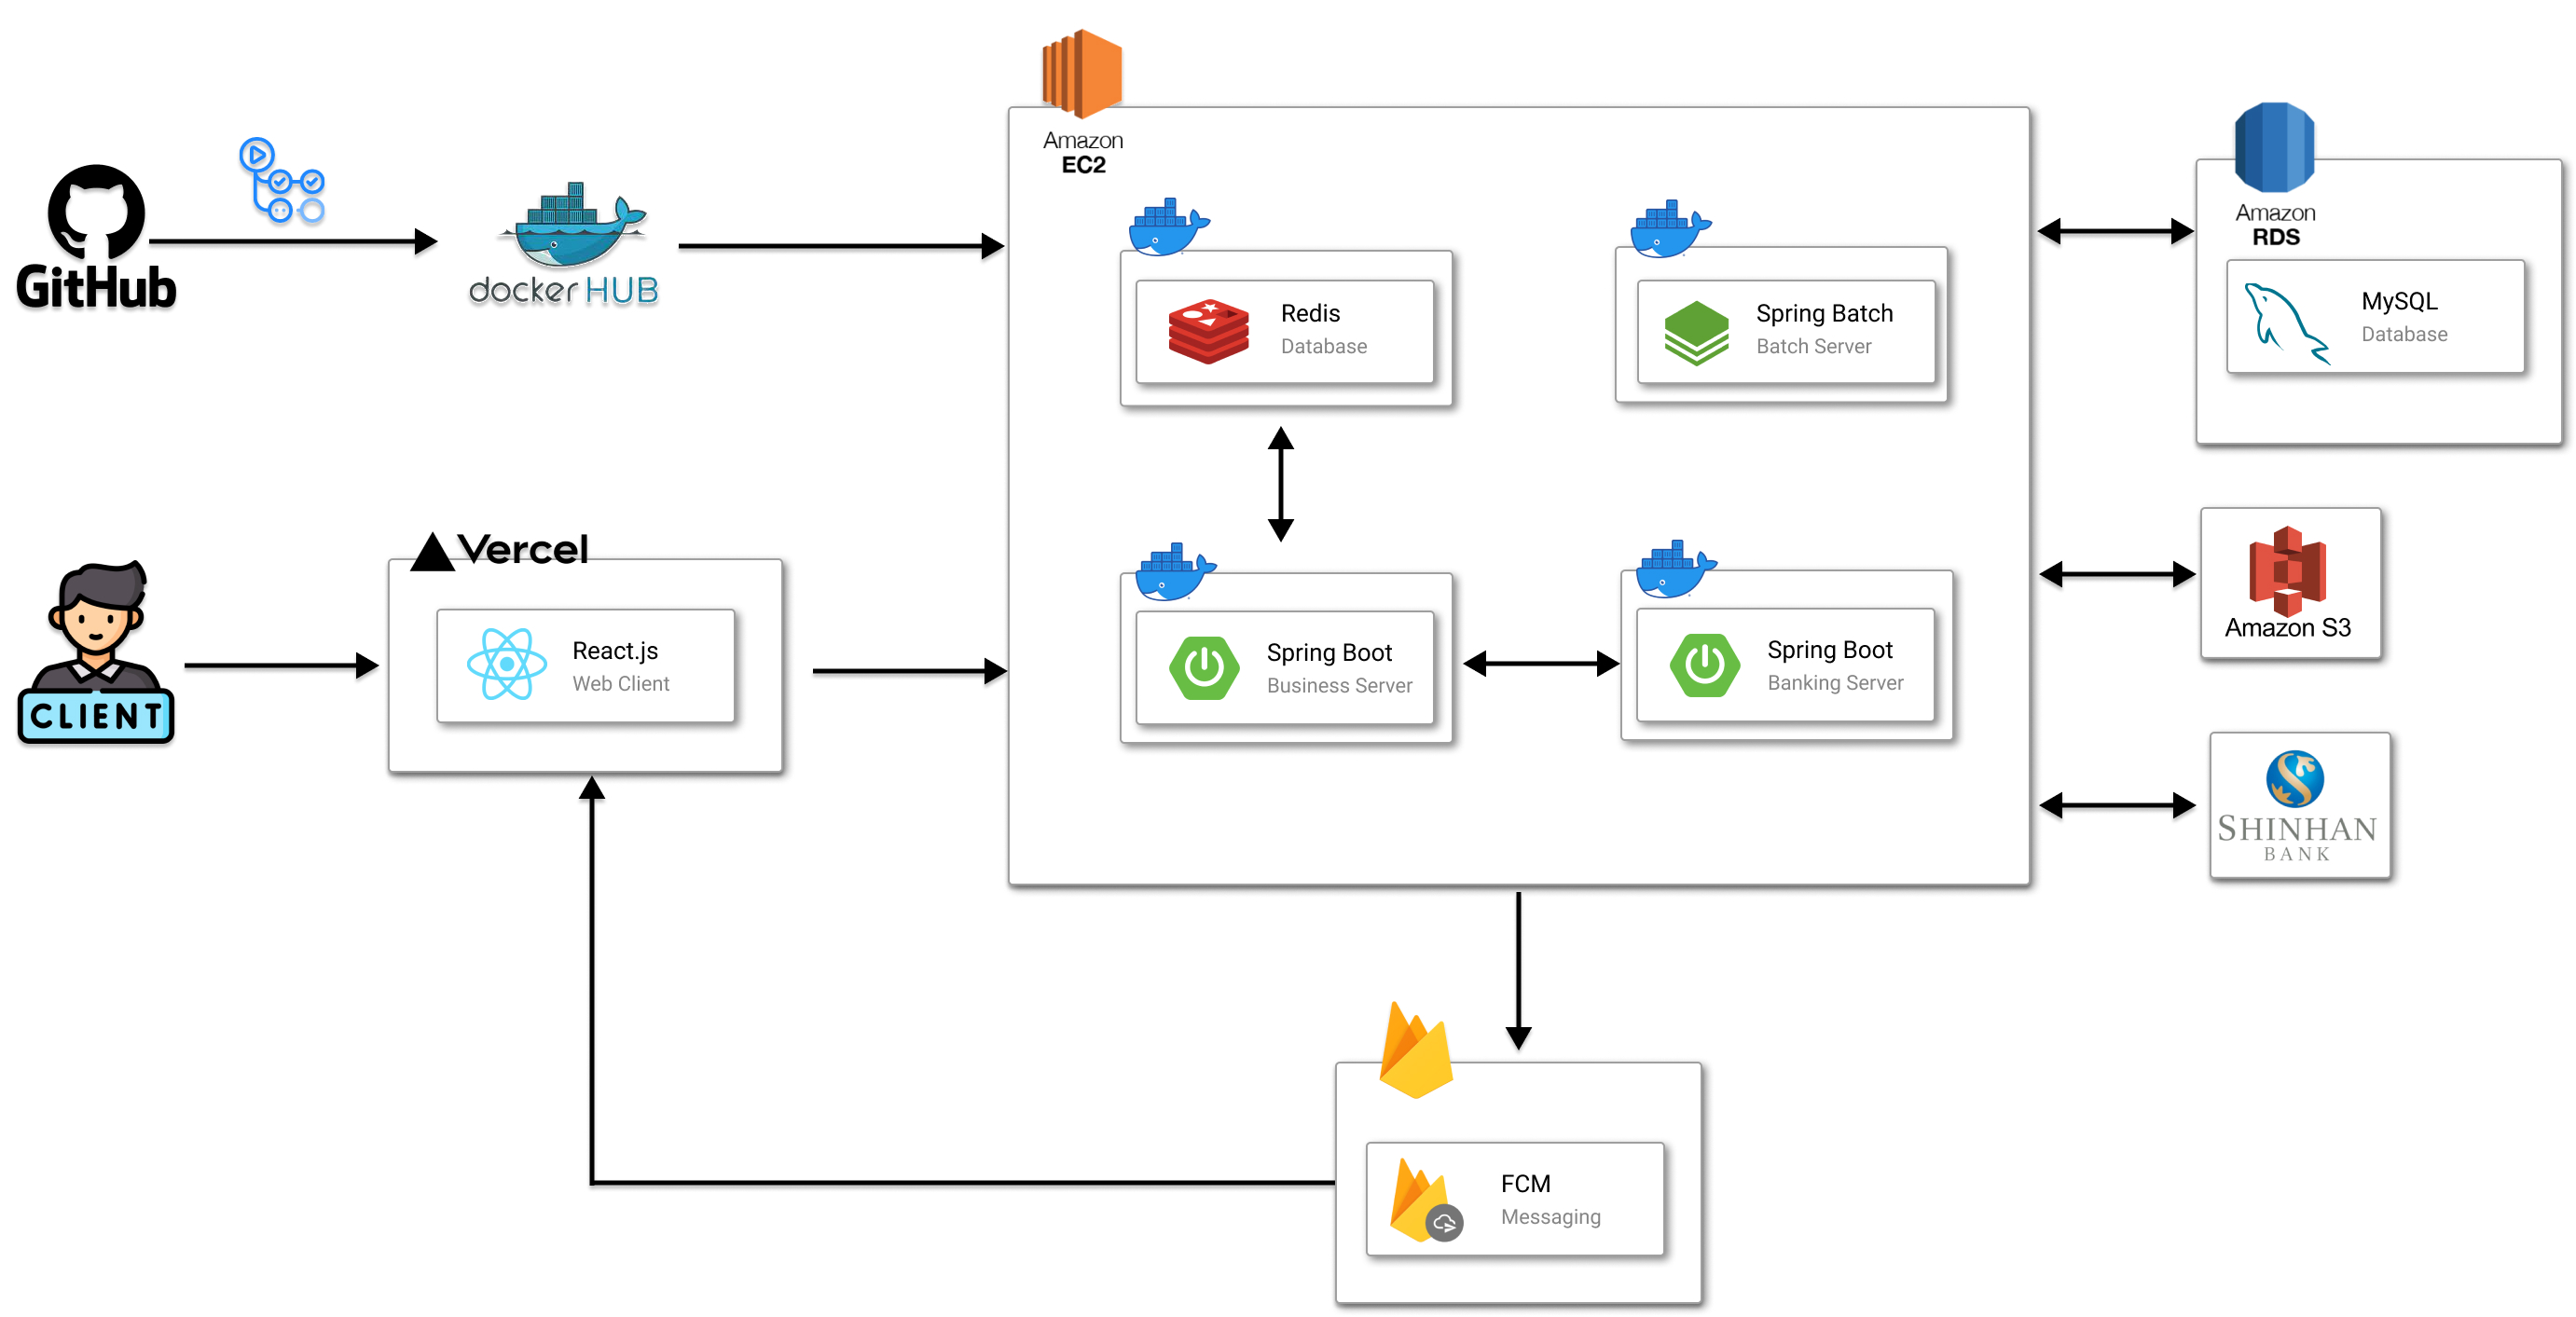 GitHub
docker HUB
Amazon
EC2
Redis
Database
Spring Batch
Batch Server
Amazon
RDS
MySQL
Database
CLIENT
Vercel
React.js
Web Client
Spring Boot
Business Server
Spring Boot
Banking Server
Amazon S3
SHINHAN
BANK
FCM
Messaging